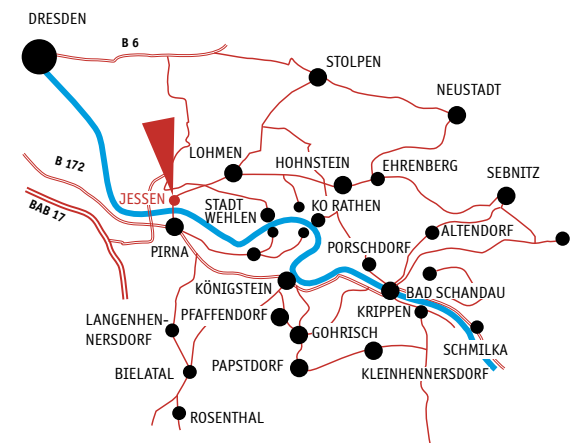 DRESDEN
B 6
STOLPEN
NEUSTADT
B 172
LOHMEN
HOHNSTEIN
EHRENBERG
SEBNITZ
BAB 17
JESSEN
STADT
WEHLEN
KO RATHEN
ALTENDORF
PIRNA
PORSCHDORF
KÖNIGSTEIN
BAD SCHANDAU
LANGENHEN-
NERSDORF
PFAFFENDORF
KRIPPEN
GOHRISCH
SCHMILKA
BIELATAL
PAPSTDORF
KLEINHENNERSDORF
ROSENTHAL